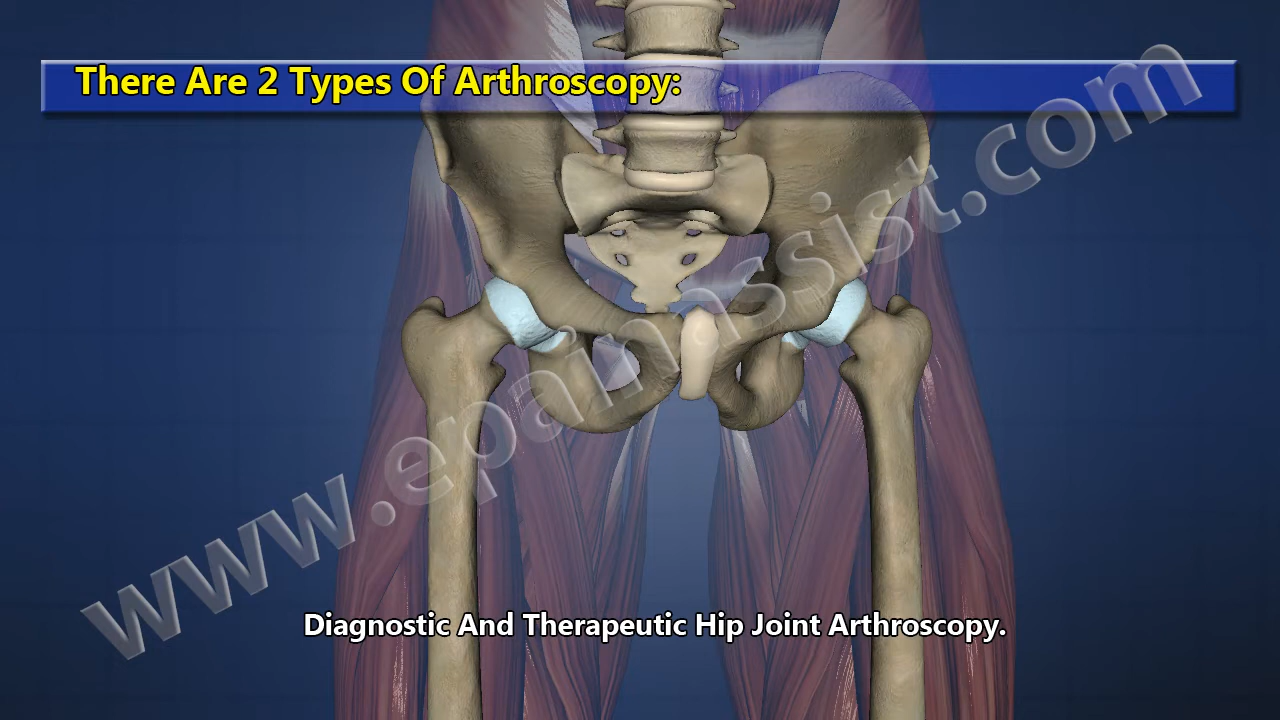 There Are 2 Types Of Arthroscopy:
www.epainassist.com
Diagnostic And Therapeutic Hip Joint Arthroscopy.